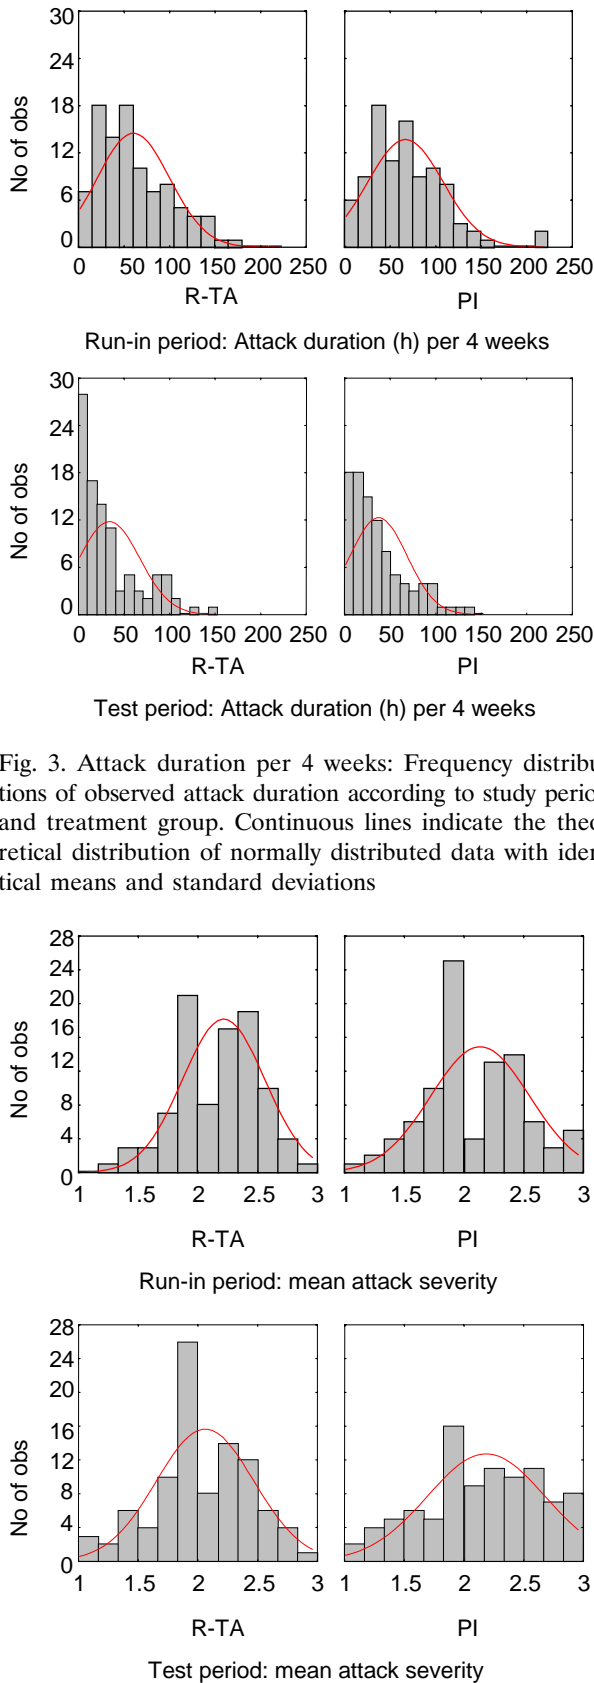 30
24
18
12
6
0
No of obs
0 50 100 150 200 250
0 50 100 150 200 250
R-TA
PI
Run-in period: Attack duration (h) per 4 weeks
30
24
18
12
6
0
No of obs
0 50 100 150 200 250
0 50 100 150 200 250
R-TA
PI
Test period: Attack duration (h) per 4 weeks
Fig. 3. Attack duration per 4 weeks: Frequency distribu
tions of observed attack duration according to study perio
and treatment group. Continuous lines indicate the theo
retical distribution of normally distributed data with iden
tical means and standard deviations
28
24
20
16
12
8
4
0
No of obs
1 1.5 2 2.5 3
1 1.5 2 2.5 3
R-TA
PI
Run-in period: mean attack severity
28
24
20
16
12
8
4
0
No of obs
1 1.5 2 2.5 3
1 1.5 2 2.5 3
R-TA
PI
Test period: mean attack severity